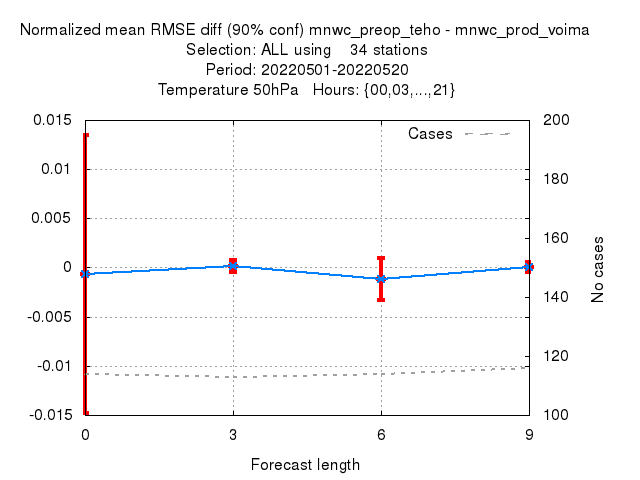 Normalized mean RMSE diff (90% conf) mnwc_preop_teho - mnwc_prod_voima
Selection: ALL using    34 stations
Period: 20220501-20220520
Temperature 50hPa   Hours: {00,03,...,21}
Cases
0.015
0.01
0.005
0
-0.005
-0.01
-0.015
200
180
160
140
120
100
No cases
0
3
6
9
Forecast length